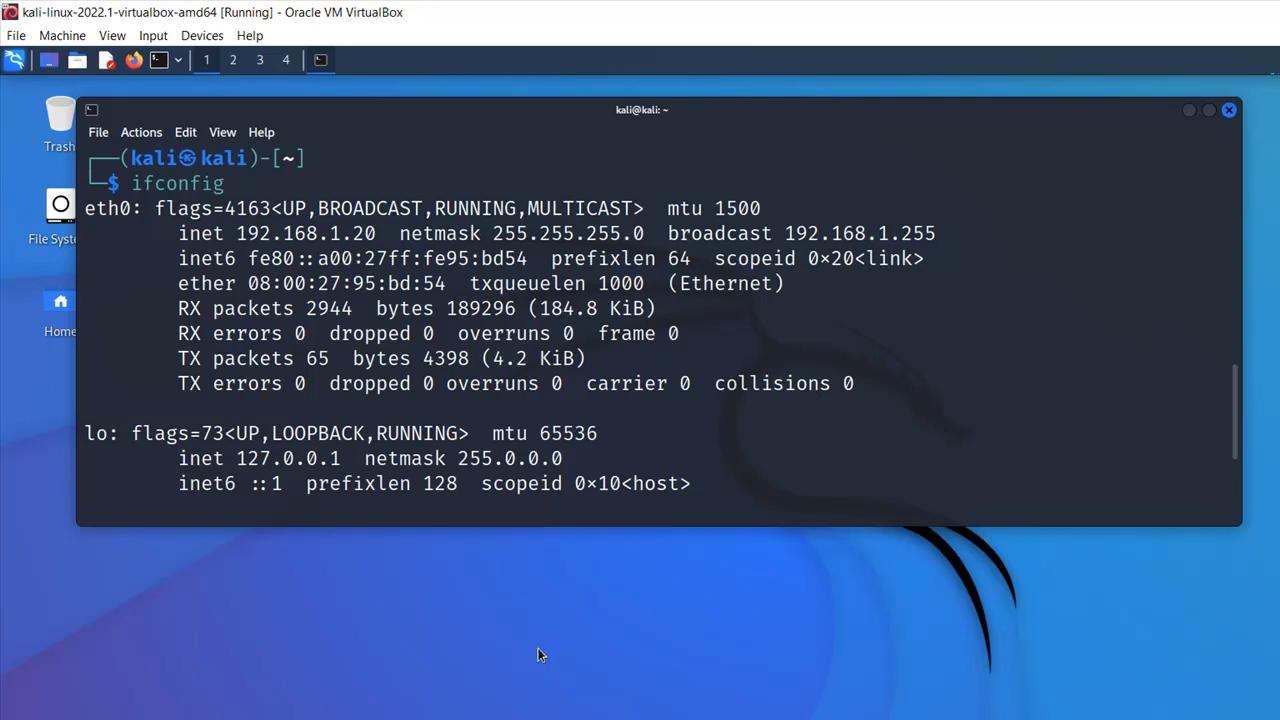 kali-linux-2022.1-virtualbox-amd64 [Running] - Oracle VM VirtualBox
File Machine View Input Devices Help
1 2 3 4
kali@kali: ~
File Actions Edit View Help
┌──(kali㉿kali)-[~]
└─$ ifconfig
eth0: flags=4163<UP,BROADCAST,RUNNING,MULTICAST>  mtu 1500
        inet 192.168.1.20  netmask 255.255.255.0  broadcast 192.168.1.255
        inet6 fe80::a00:27ff:fe95:bd54  prefixlen 64  scopeid 0×20<link>
        ether 08:00:27:95:bd:54  txqueuelen 1000  (Ethernet)
        RX packets 2944  bytes 189296 (184.8 KiB)
        RX errors 0  dropped 0  overruns 0  frame 0
        TX packets 65  bytes 4398 (4.2 KiB)
        TX errors 0  dropped 0 overruns 0  carrier 0  collisions 0
lo: flags=73<UP,LOOPBACK,RUNNING>  mtu 65536
        inet 127.0.0.1  netmask 255.0.0.0
        inet6 ::1  prefixlen 128  scopeid 0×10<host>
Trash
File Syste
Home